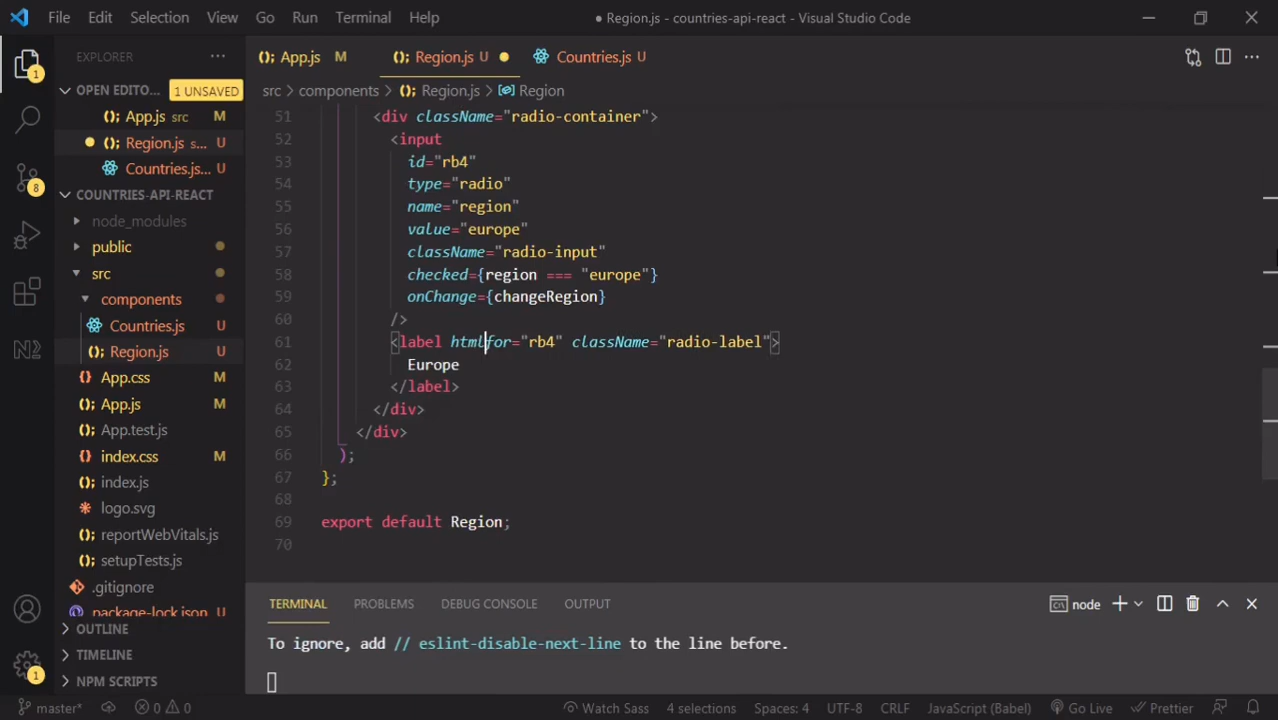 File Edit Selection View Go Run Terminal Help
● Region.js - countries-api-react - Visual Studio Code
EXPLORER ···
OPEN EDITO... 1 UNSAVED
App.js src M
Region.js s... U
Countries.js... U
COUNTRIES-API-REACT
node_modules
public
src
components
Countries.js U
Region.js U
App.css M
App.js M
App.test.js
index.css M
index.js
logo.svg
reportWebVitals.js
setupTests.js
.gitignore
package-lock.json M
OUTLINE
TIMELINE
NPM SCRIPTS
1
8
1
App.js M
Region.js U ●
Countries.js U
src > components > Region.js > Region
51 <div className="radio-container">
52 <input
53 id="rb4"
54 type="radio"
55 name="region"
56 value="europe"
57 className="radio-input"
58 checked={region === "europe"}
59 onChange={changeRegion}
60 />
61 <label htmlfor="rb4" className="radio-label">
62 Europe
63 </label>
64 </div>
65 </div>
66 );
67 };
68
69 export default Region;
70
TERMINAL PROBLEMS DEBUG CONSOLE OUTPUT
node
To ignore, add // eslint-disable-next-line to the line before.
master* 0 0 Watch Sass 4 selections Spaces: 4 UTF-8 CRLF JavaScript (Babel) Go Live Prettier